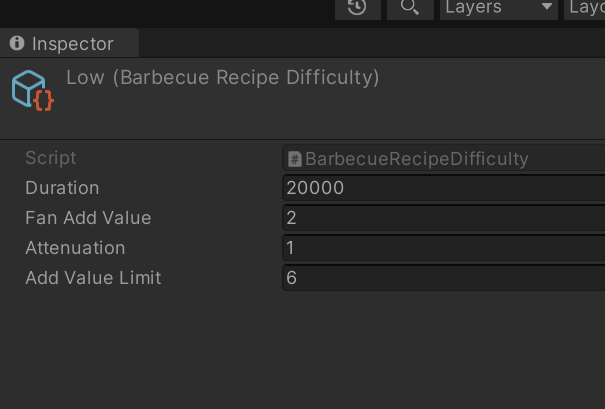 Layers
Inspector
Low (Barbecue Recipe Difficulty)
Script
BarbecueRecipeDifficulty
Duration
20000
Fan Add Value
2
Attenuation
1
Add Value Limit
6